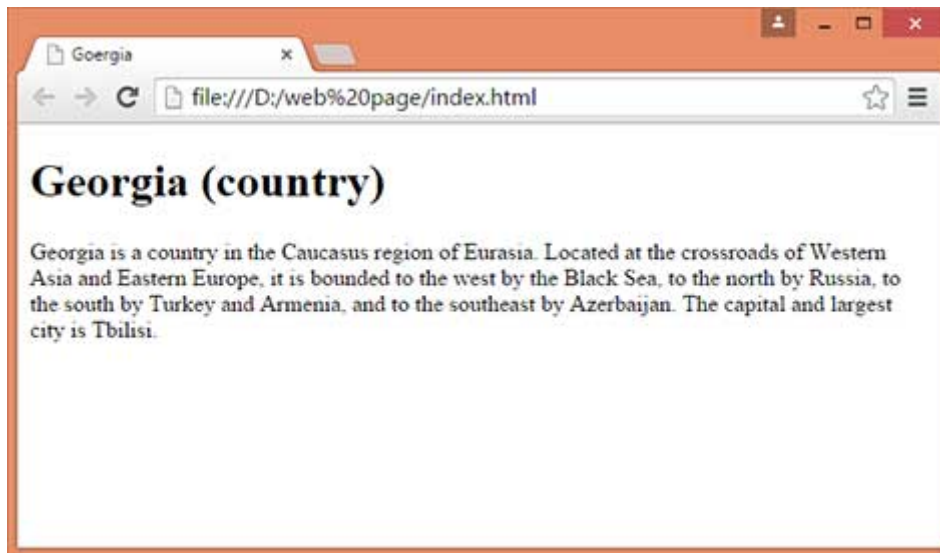 Goergia
file:///D:/web%20page/index.html
Georgia (country)
Georgia is a country in the Caucasus region of Eurasia. Located at the crossroads of Western
Asia and Eastern Europe, it is bounded to the west by the Black Sea, to the north by Russia, to
the south by Turkey and Armenia, and to the southeast by Azerbaijan. The capital and largest
city is Tbilisi.